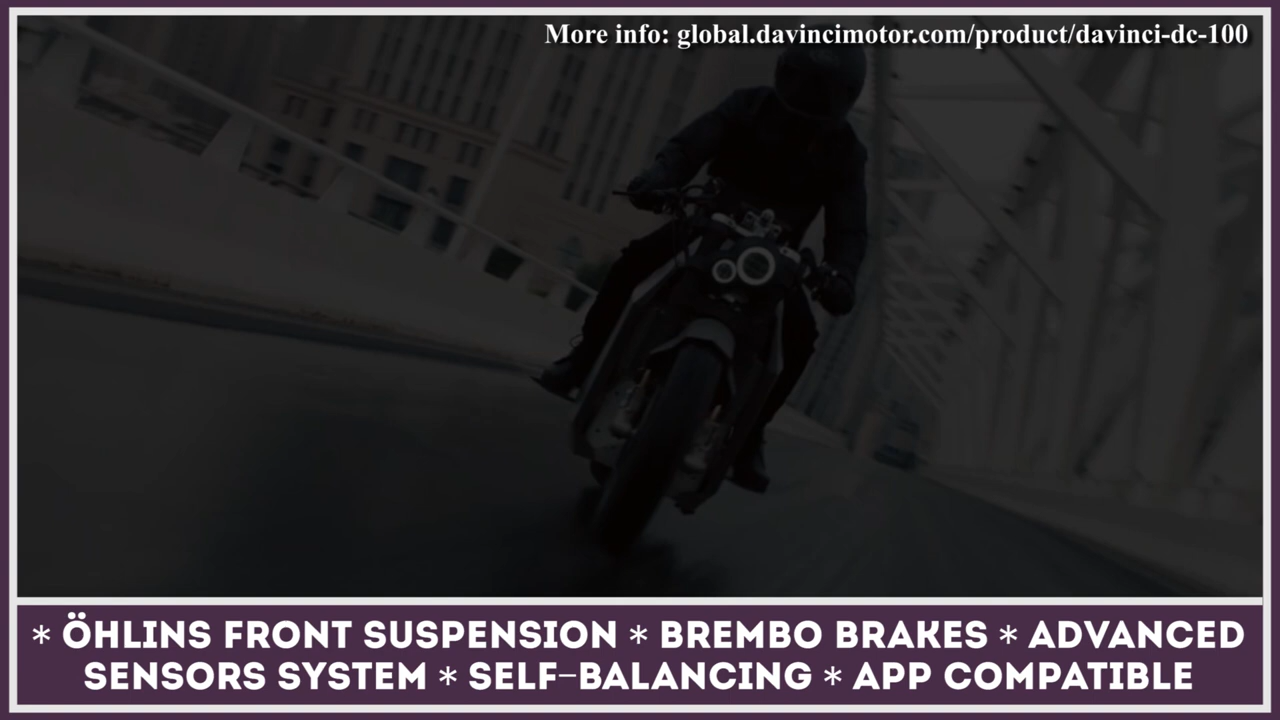 More info: global.davincimotor.com/product/davinci-dc-100
* ÖHLINS FRONT SUSPENSION * BREMBO BRAKES * ADVANCED
SENSORS SYSTEM * SELF-BALANCING * APP COMPATIBLE